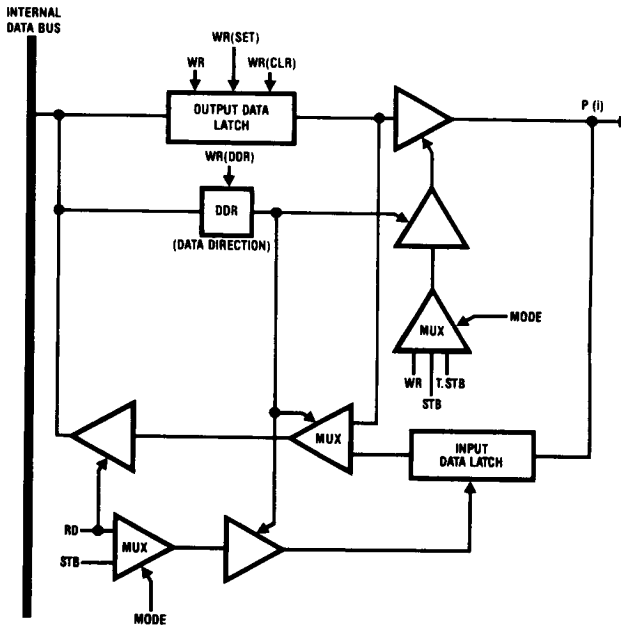 INTERNAL
DATA BUS
WR
WR(SET)
WR(CLR)
OUTPUT DATA
LATCH
P (i)
WR(DDR)
DDR
(DATA DIRECTION)
MUX
MODE
WR
STB
T.STB
MUX
INPUT
DATA LATCH
RD
STB
MUX
MODE